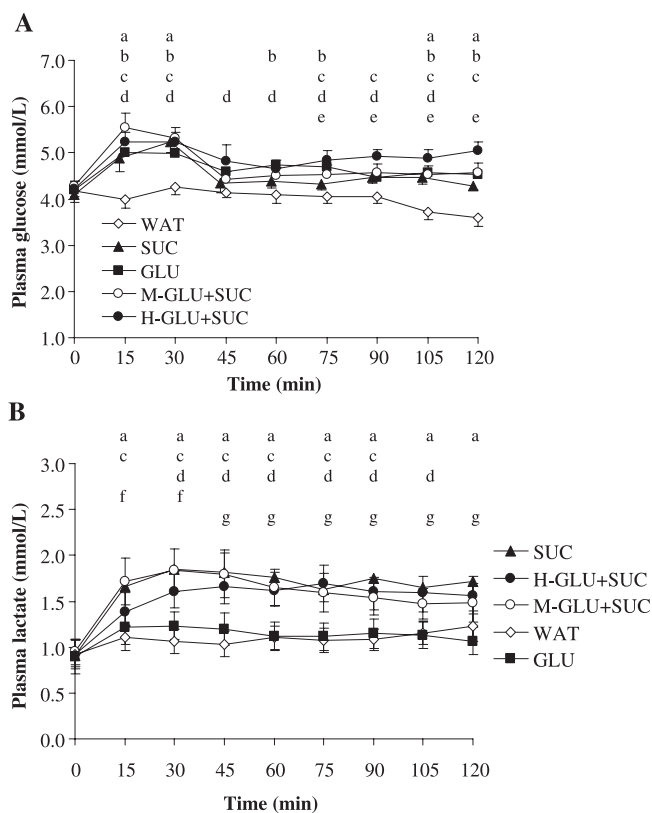 A
a a a a
b b b b b b
c c c c c c
d d d d d d d
e e e e
7.0
6.0
5.0
4.0
3.0
2.0
1.0
Plasma glucose (mmol/L)
WAT
SUC
GLU
M-GLU+SUC
H-GLU+SUC
0 15 30 45 60 75 90 105 120
Time (min)
B
a a a a a a a a
c c c c c c
d d d d d d
f f
g g g g g g
3.0
2.5
2.0
1.5
1.0
0.5
0.0
Plasma lactate (mmol/L)
SUC
H-GLU+SUC
M-GLU+SUC
WAT
GLU
0 15 30 45 60 75 90 105 120
Time (min)